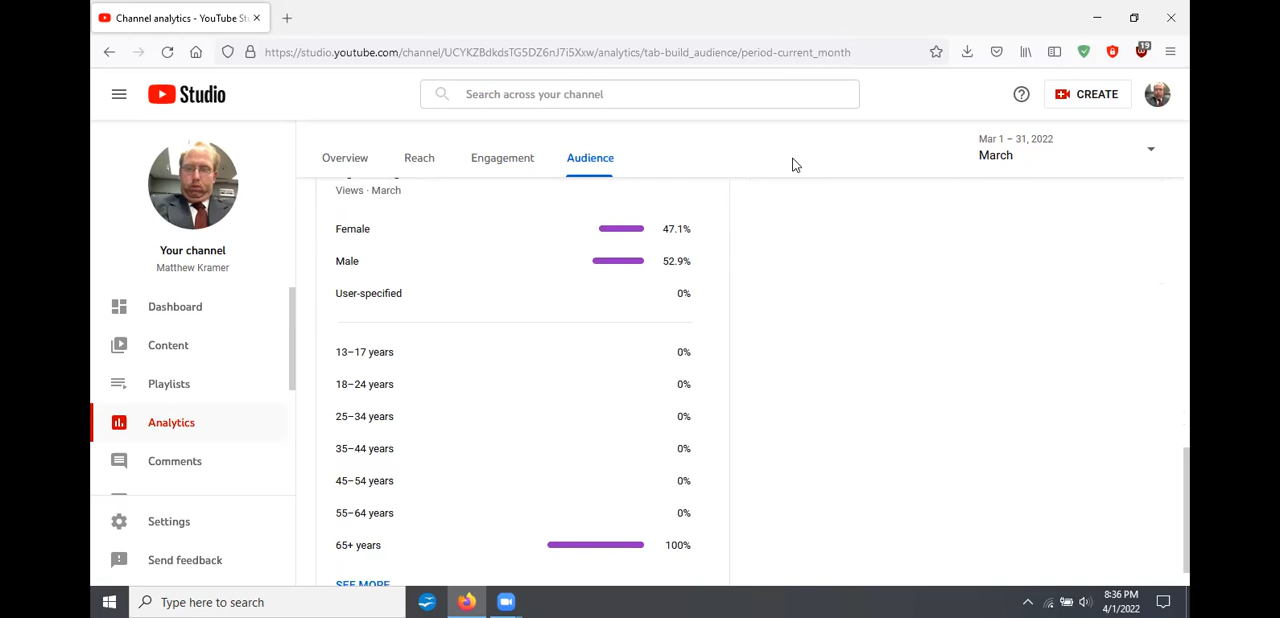 Channel analytics - YouTube St
https://studio.youtube.com/channel/UCYKZBdkdsTG5DZ6nJ7i5Xxw/analytics/tab-build_audience/period-current_month
19
Studio
Search across your channel
CREATE
Your channel
Matthew Kramer
Dashboard
Content
Playlists
Analytics
Comments
Settings
Send feedback
Overview Reach Engagement Audience
Mar 1 – 31, 2022
March
Views · March
Female 47.1%
Male 52.9%
User-specified 0%
13–17 years 0%
18–24 years 0%
25–34 years 0%
35–44 years 0%
45–54 years 0%
55–64 years 0%
65+ years 100%
SEE MORE
Type here to search
8:36 PM
4/1/2022